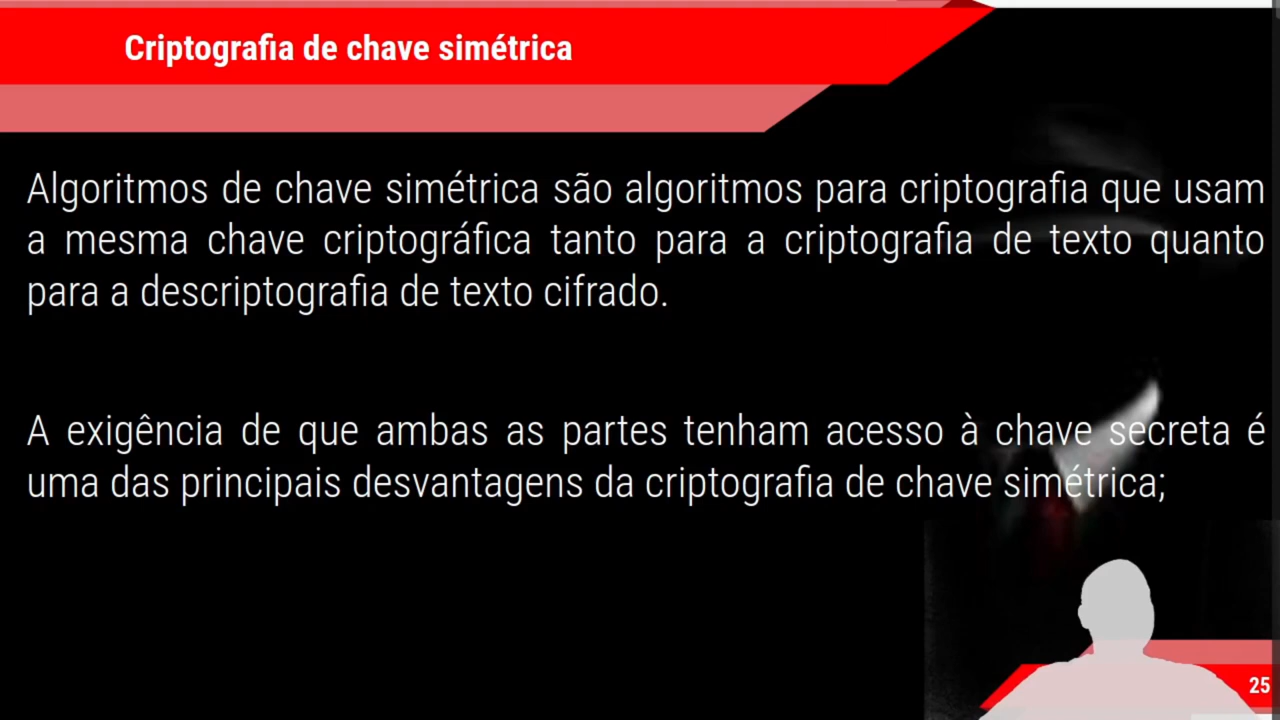 Criptografia de chave simétrica
Algoritmos de chave simétrica são algoritmos para criptografia que usam
a mesma chave criptográfica tanto para a criptografia de texto quanto
para a descriptografia de texto cifrado.
A exigência de que ambas as partes tenham acesso à chave secreta é
uma das principais desvantagens da criptografia de chave simétrica;
25